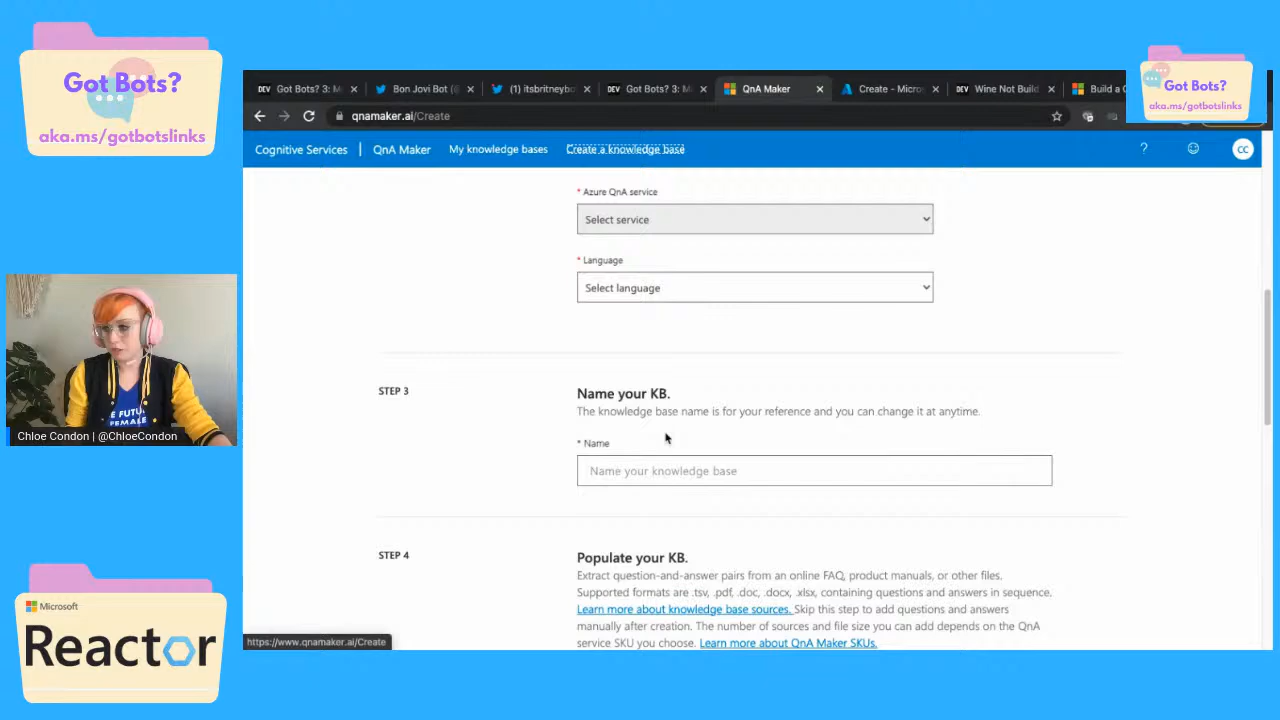 Got Bots?
aka.ms/gotbotslinks
Got Bots? 3: M
Bon Jovi Bot (@
(1) itsbritneybo
Got Bots? 3: M
QnA Maker
Create - Micros
Wine Not Build
Build a C
Got Bots?
aka.ms/gotbotslinks
qnamaker.ai/Create
Cognitive Services
QnA Maker
My knowledge bases
Create a knowledge base
?
CC
* Azure QnA service
Select service
* Language
Select language
STEP 3
Name your KB.
The knowledge base name is for your reference and you can change it at anytime.
* Name
Name your knowledge base
STEP 4
Populate your KB.
Extract question-and-answer pairs from an online FAQ, product manuals, or other files.
Supported formats are .tsv, .pdf, .doc, .docx, .xlsx, containing questions and answers in sequence.
Learn more about knowledge base sources. Skip this step to add questions and answers
manually after creation. The number of sources and file size you can add depends on the QnA
service SKU you choose. Learn more about QnA Maker SKUs.
https://www.qnamaker.ai/Create
Chloe Condon | @ChloeCondon
Microsoft
Reactor